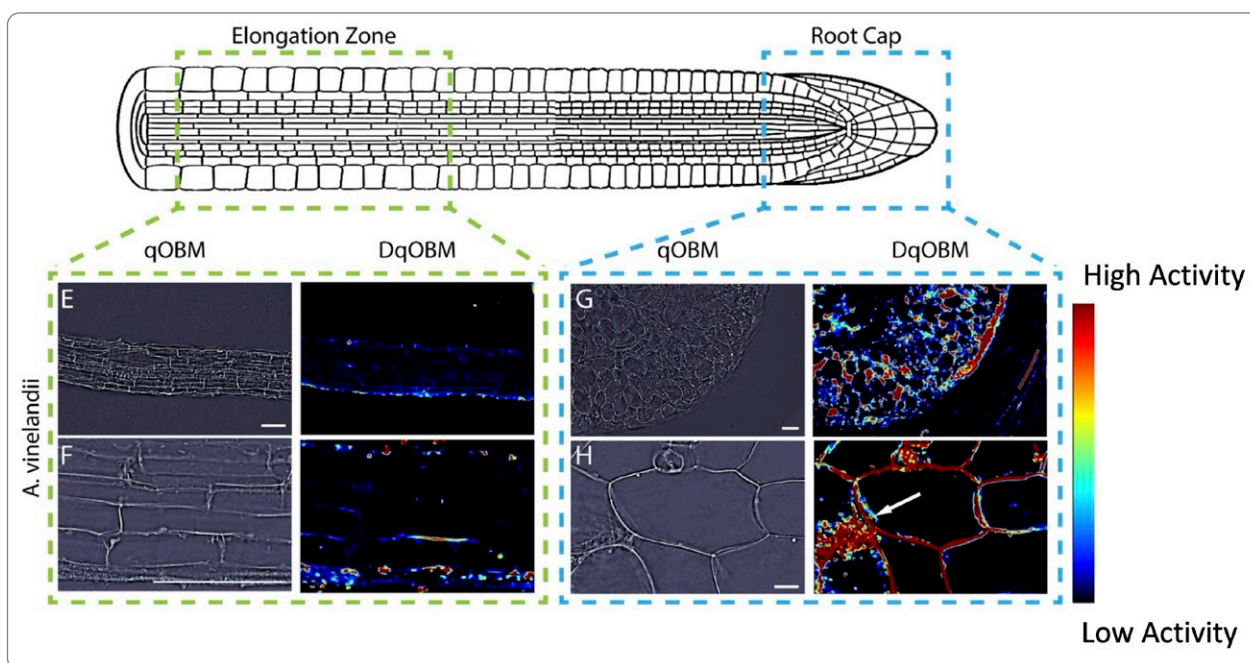 Elongation Zone
Root Cap
qOBM
DqOBM
qOBM
DqOBM
High Activity
A. vinelandii
E
G
F
H
Low Activity